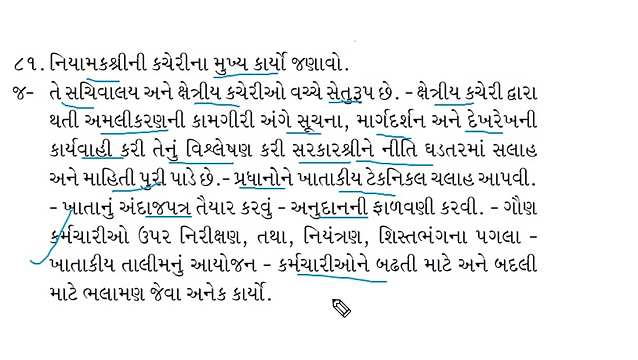 ૮૧. નિયામકશ્રીની કચેરીના મુખ્ય કાર્યો જણાવો.
જ- તે સચિવાલય અને ક્ષેત્રીય કચેરીઓ વચ્ચે સેતુરૂપ છે. - ક્ષેત્રીય કચેરી દ્વારા
થતી અમલીકરણની કામગીરી અંગે સૂચના, માર્ગદર્શન અને દેખરેખની
કાર્યવાહી કરી તેનું વિશ્લેષણ કરી સરકારશ્રીને નીતિ ઘડતરમાં સલાહ
અને માહિતી પુરી પાડે છે.- પ્રધાનોને ખાતાકીય ટેકનિકલ ચલાહ આપવી.
- ખાતાનું અંદાજપત્ર તૈયાર કરવું - અનુદાનની ફાળવણી કરવી. - ગૌણ
કર્મચારીઓ ઉપર નિરીક્ષણ, તથા, નિયંત્રણ, શિસ્તભંગના પગલા -
ખાતાકીય તાલીમનું આયોજન - કર્મચારીઓને બઢતી માટે અને બદલી
માટે ભલામણ જેવા અનેક કાર્યો.